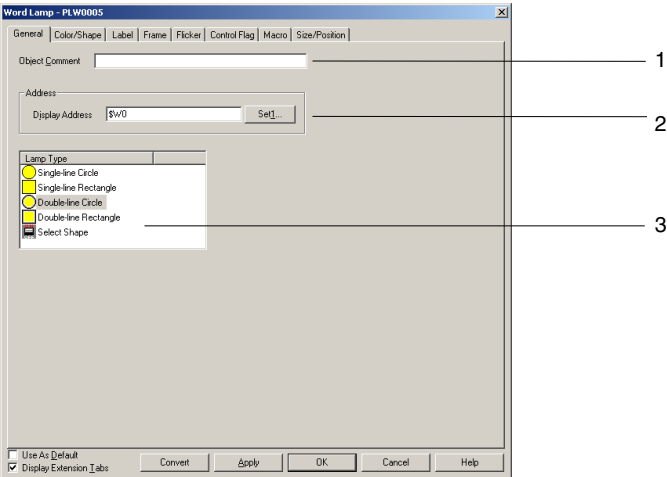 Word Lamp - PLW0005
General Color/Shape Label Frame Flicker Control Flag Macro Size/Position
Object Comment 1
Address
Display Address $W0 Set1... 2
Lamp Type
Single-line Circle
Single-line Rectangle
Double-line Circle
Double-line Rectangle 3
Select Shape
Use As Default
Display Extension Tabs Convert Apply OK Cancel Help